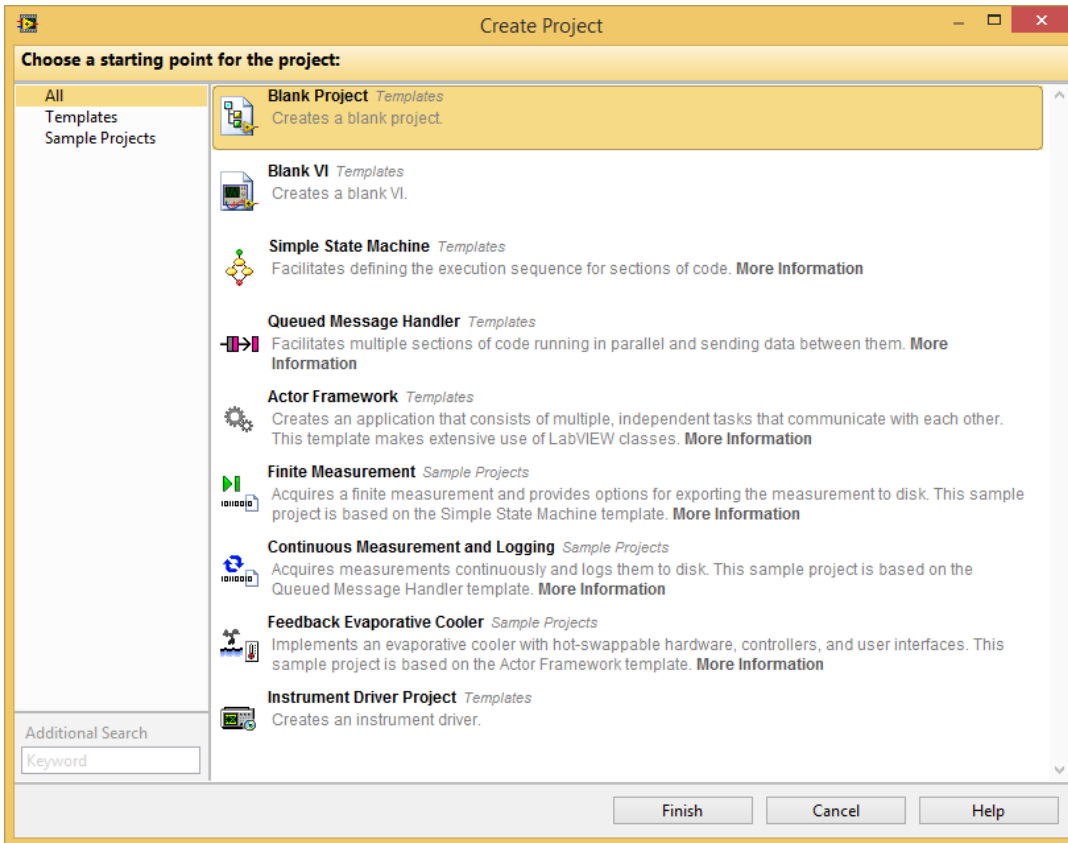 Create Project
Choose a starting point for the project:
All
Templates
Sample Projects
Blank Project Templates
Creates a blank project.
Blank VI Templates
Creates a blank VI.
Simple State Machine Templates
Facilitates defining the execution sequence for sections of code. More Information
Queued Message Handler Templates
Facilitates multiple sections of code running in parallel and sending data between them. More
Information
Actor Framework Templates
Creates an application that consists of multiple, independent tasks that communicate with each other.
This template makes extensive use of LabVIEW classes. More Information
Finite Measurement Sample Projects
Acquires a finite measurement and provides options for exporting the measurement to disk. This sample
project is based on the Simple State Machine template. More Information
Continuous Measurement and Logging Sample Projects
Acquires measurements continuously and logs them to disk. This sample project is based on the
Queued Message Handler template. More Information
Feedback Evaporative Cooler Sample Projects
Implements an evaporative cooler with hot-swappable hardware, controllers, and user interfaces. This
sample project is based on the Actor Framework template. More Information
Instrument Driver Project Templates
Creates an instrument driver.
Additional Search
Keyword
Finish
Cancel
Help